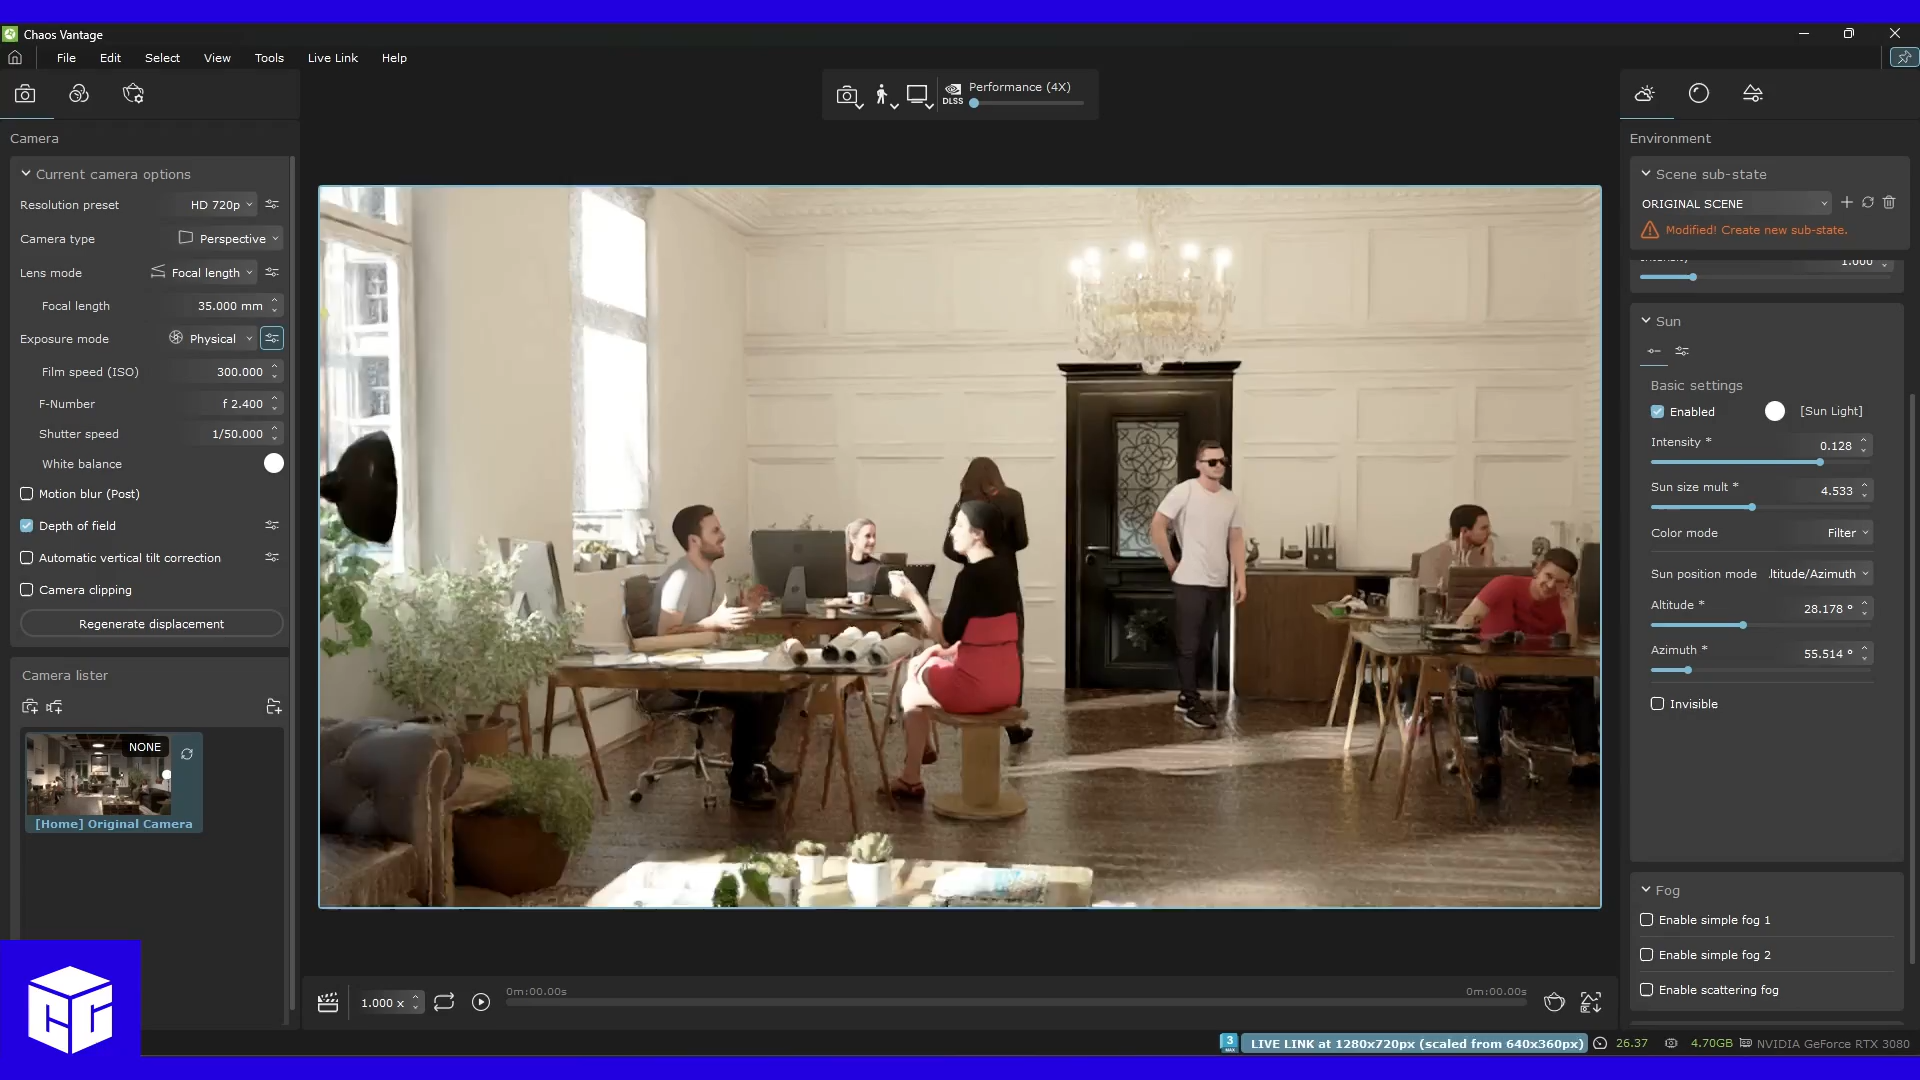 Chaos Vantage
File Edit Select View Tools Live Link Help
DLSS Performance (4X)
Camera
Current camera options
Resolution preset HD 720p
Camera type Perspective
Lens mode Focal length
Focal length 35.000 mm
Exposure mode Physical
Film speed (ISO) 300.000
F-Number f 2.400
Shutter speed 1/50.000
White balance
Motion blur (Post)
Depth of field
Automatic vertical tilt correction
Camera clipping
Regenerate displacement
Camera lister
NONE
[Home] Original Camera
Environment
Scene sub-state
ORIGINAL SCENE
Modified! Create new sub-state.
Intensity 1.000
Sun
Basic settings
Enabled [Sun Light]
Intensity * 0.128
Sun size mult * 4.533
Color mode Filter
Sun position mode ltitude/Azimuth
Altitude * 28.178 °
Azimuth * 55.514 °
Invisible
Fog
Enable simple fog 1
Enable simple fog 2
Enable scattering fog
1.000 x 0m:00.00s 0m:00.00s
3 MAX LIVE LINK at 1280x720px (scaled from 640x360px) 26.37 4.70GB NVIDIA GeForce RTX 3080